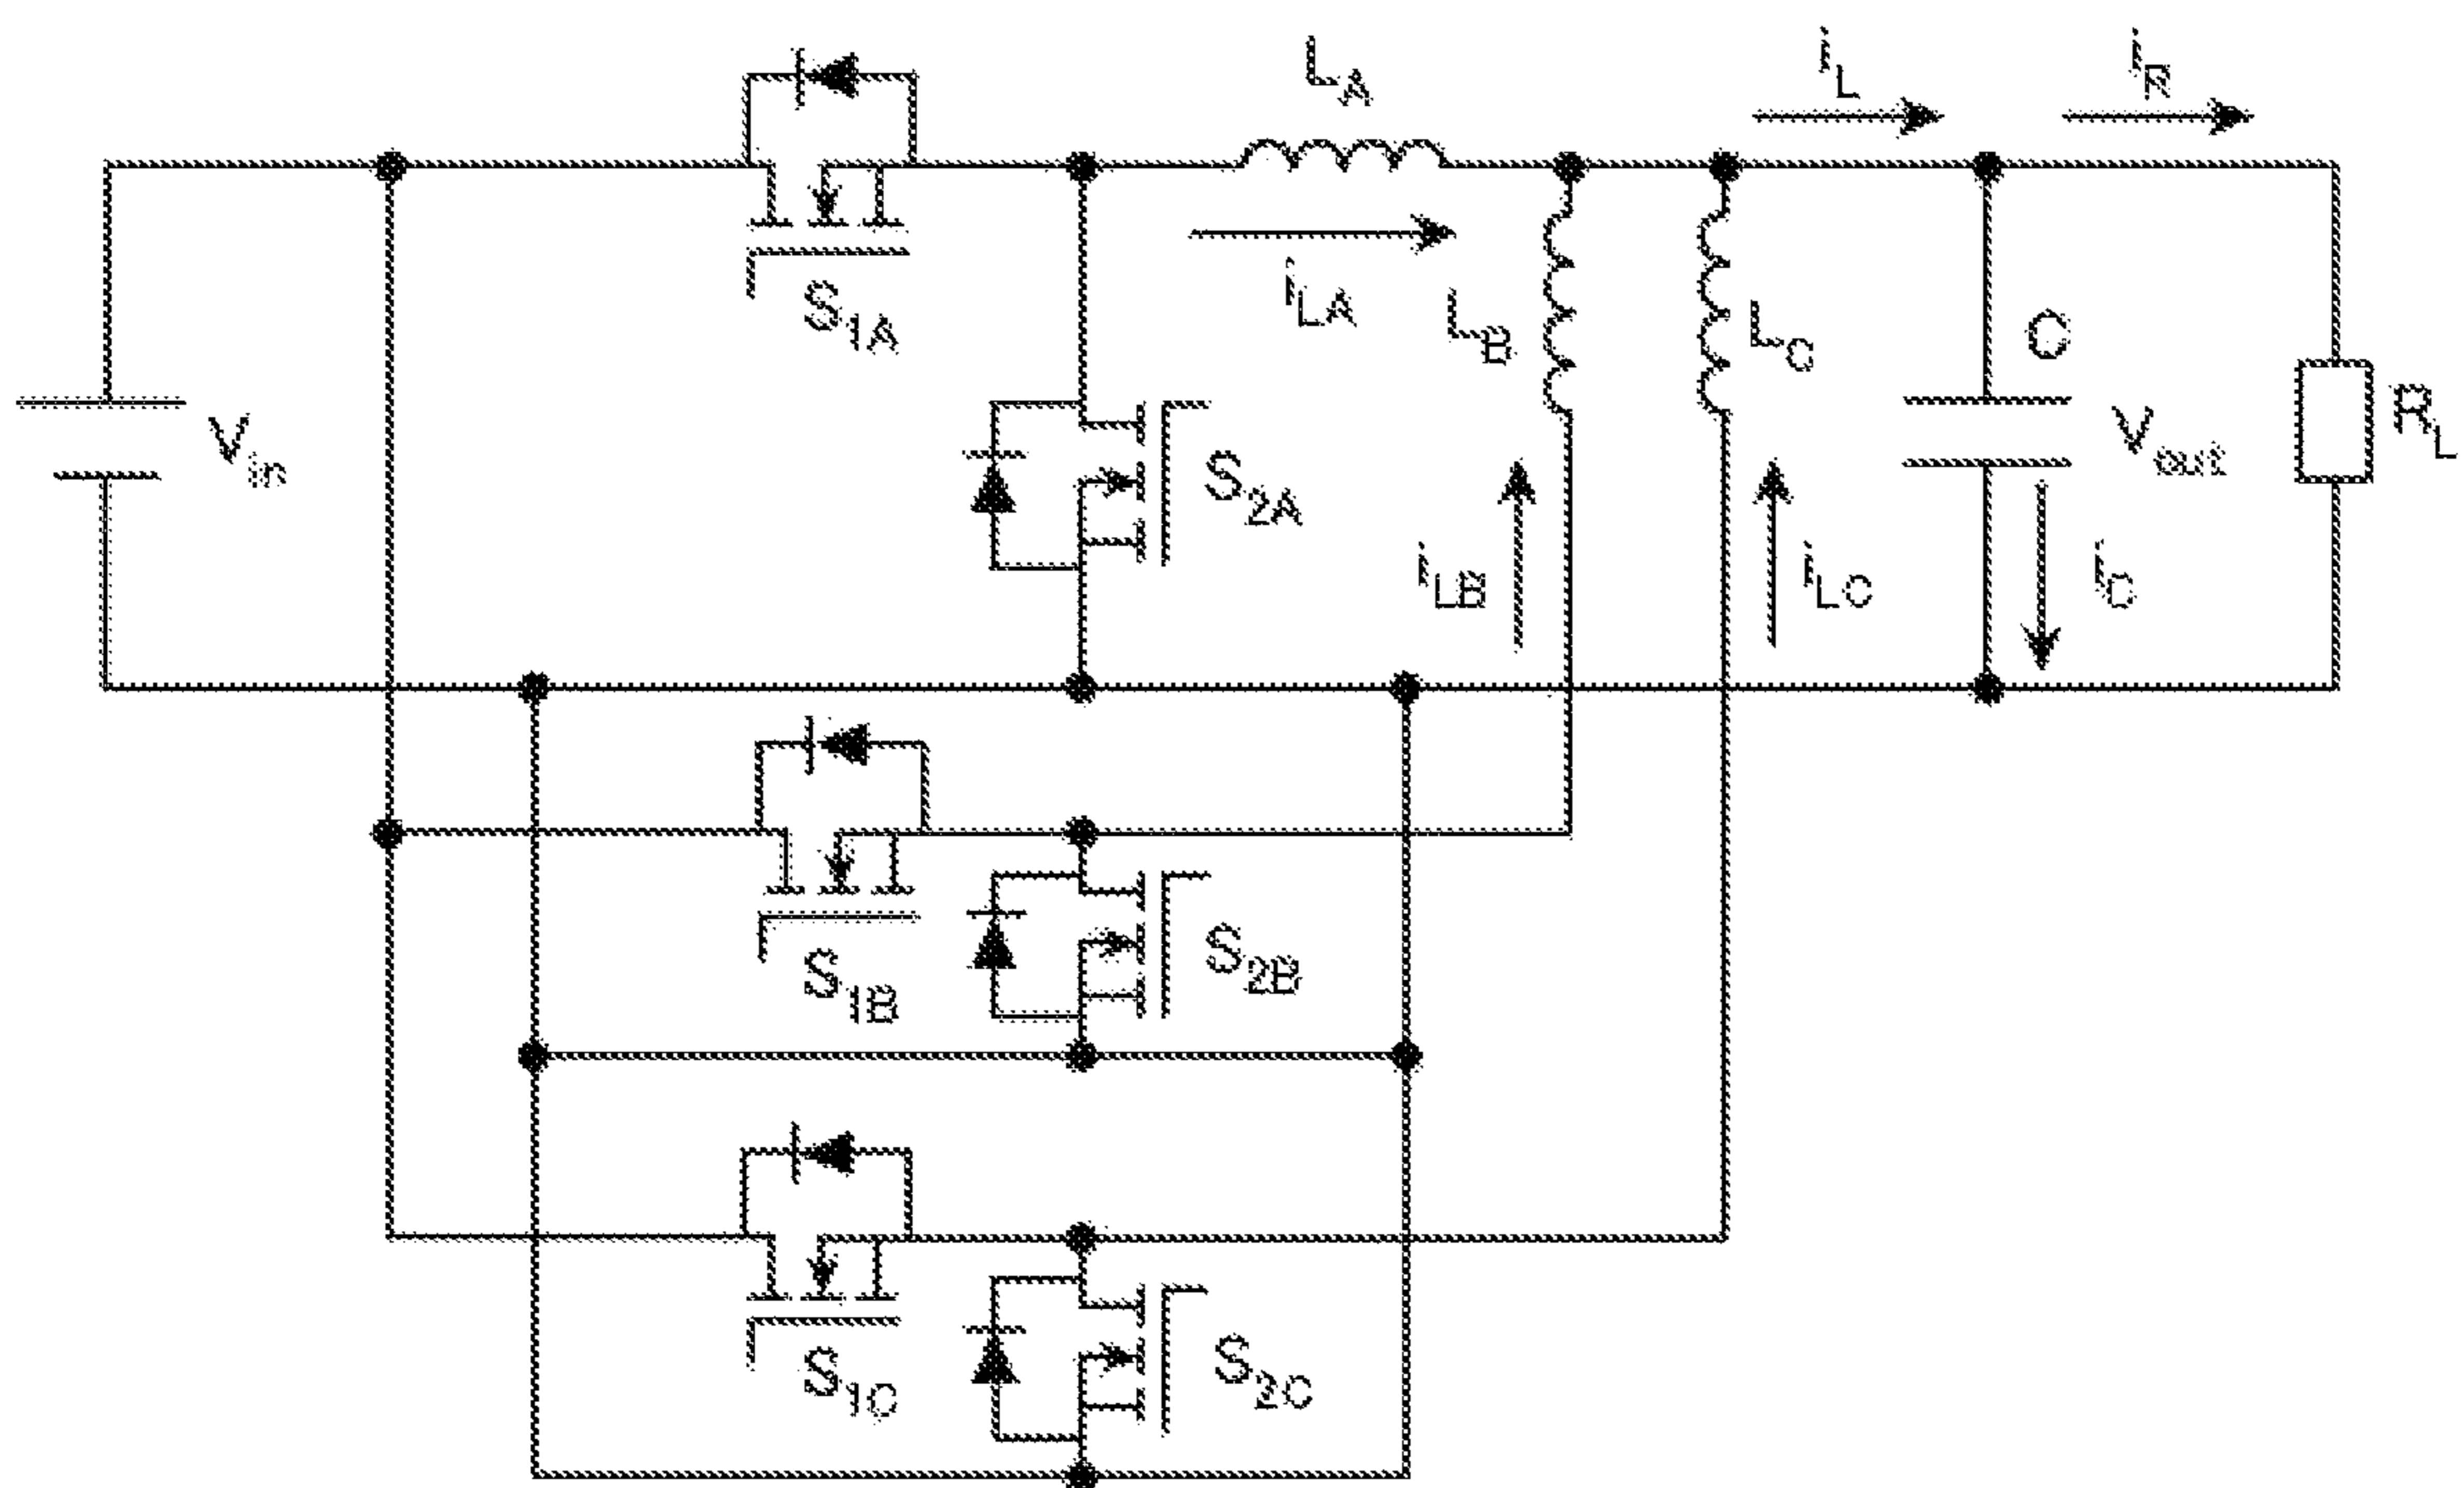 L_A
i_L
i_R
S_1A
i_LA
L_B
L_C
C
V_in
S_2A
V_out
R_L
i_LB
i_LC
i_C
S_1B
S_2B
S_1C
S_2C